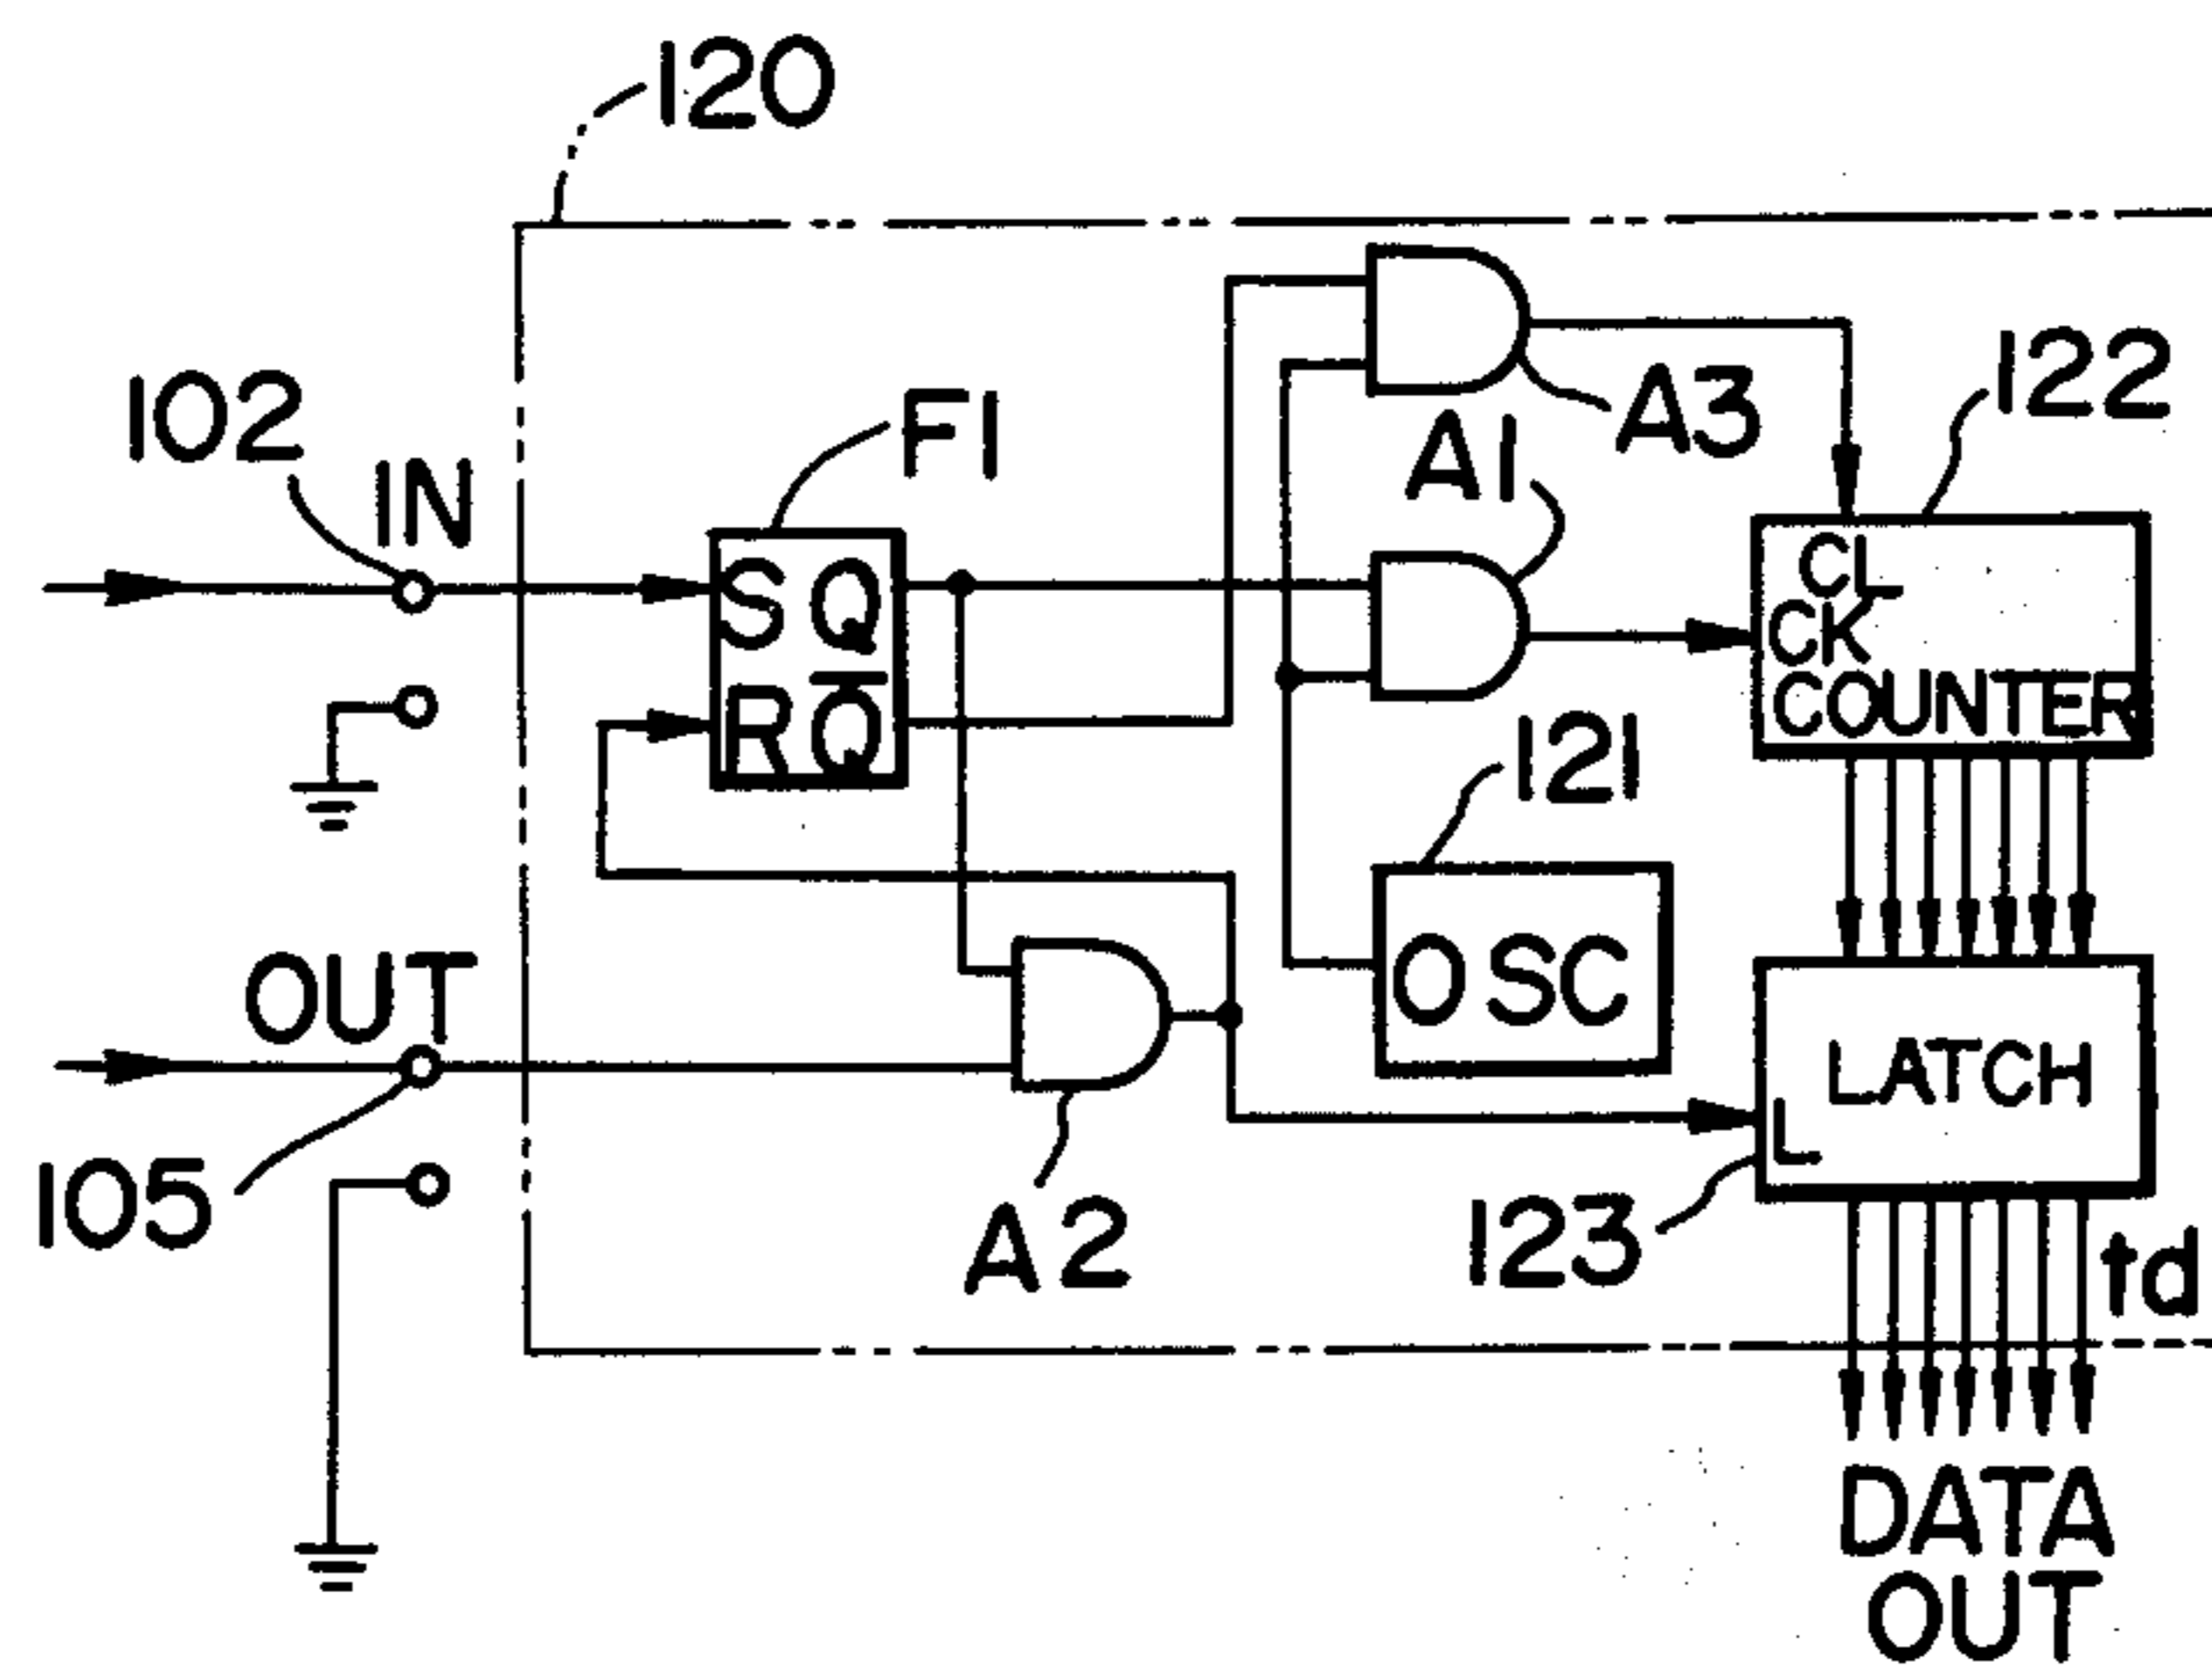 120
102
IN
F1
A3
122
A1
S Q
R Q̅
CL
CK
COUNTER
121
OSC
OUT
105
LATCH
L
A2
123
td
DATA
OUT